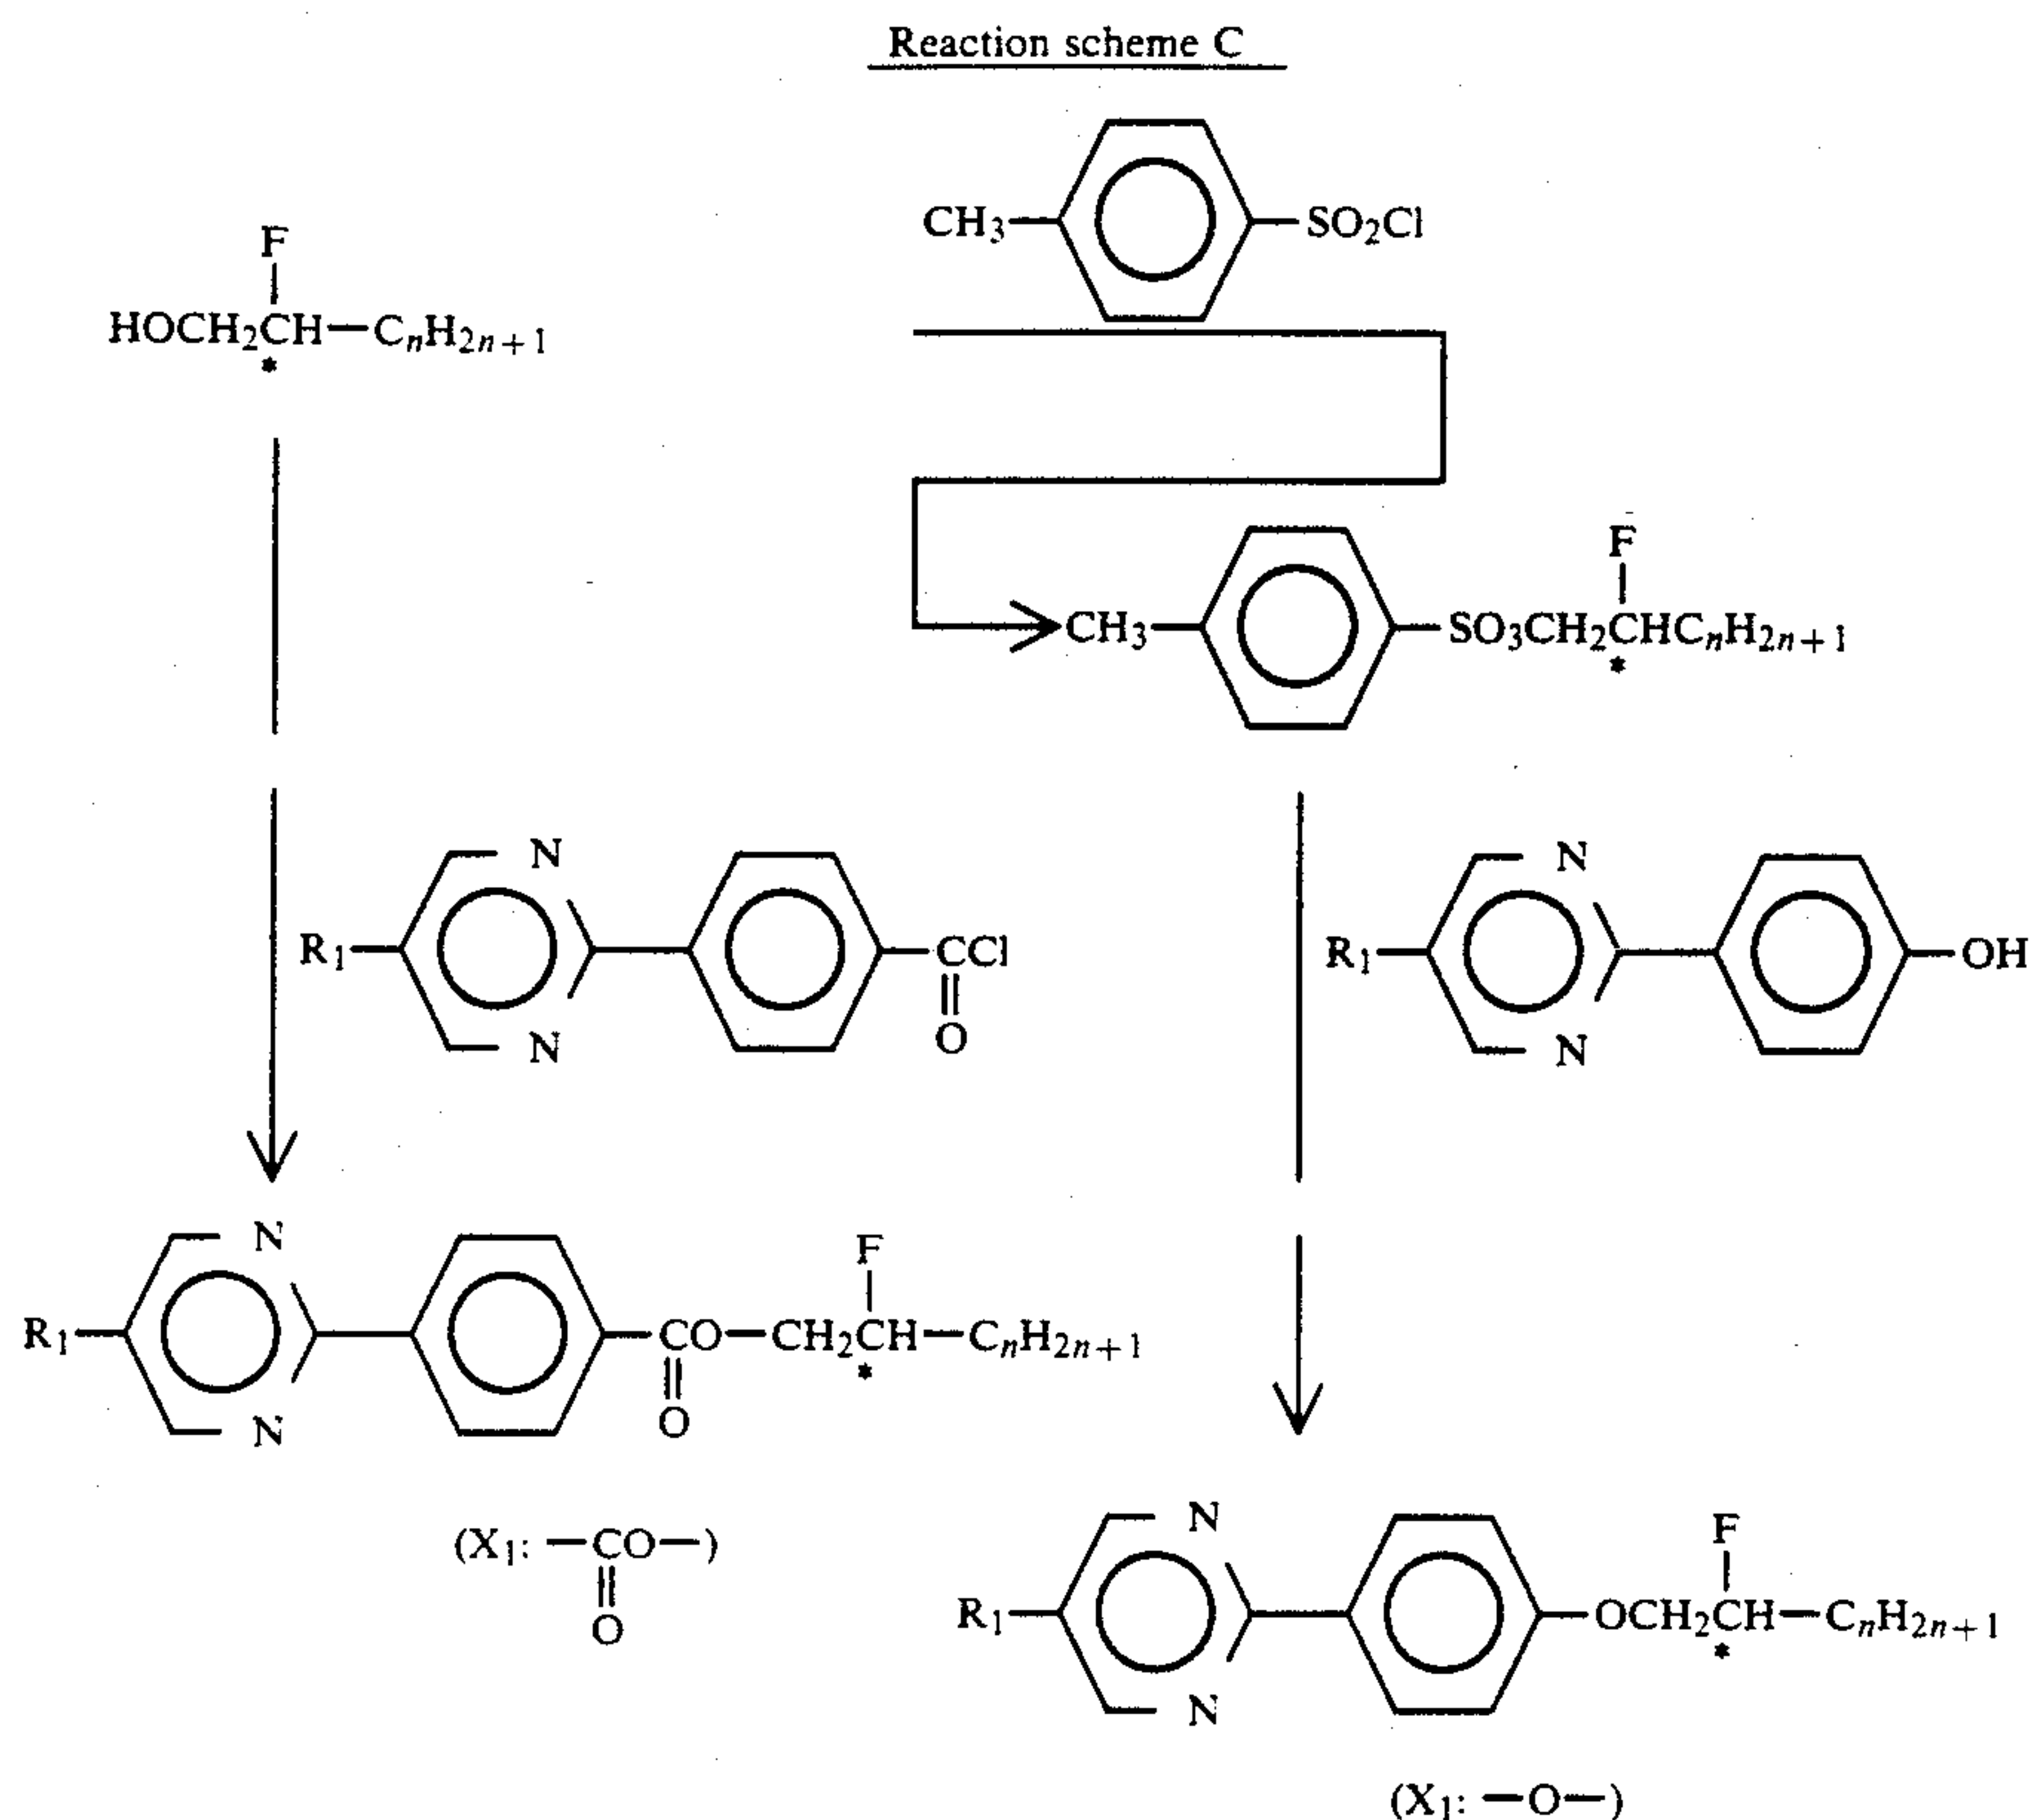 Reaction scheme C
CH3 SO2Cl
F
HOCH2CH—CnH2n+1
*
F
CH3 SO3CH2CHCnH2n+1
*
N N
R1 CCl R1 OH
O
N N
N F
R1 CO—CH2CH—CnH2n+1
*
O
N
(X1: —CO—)
O
N F
R1 OCH2CH—CnH2n+1
*
N
(X1: —O—)